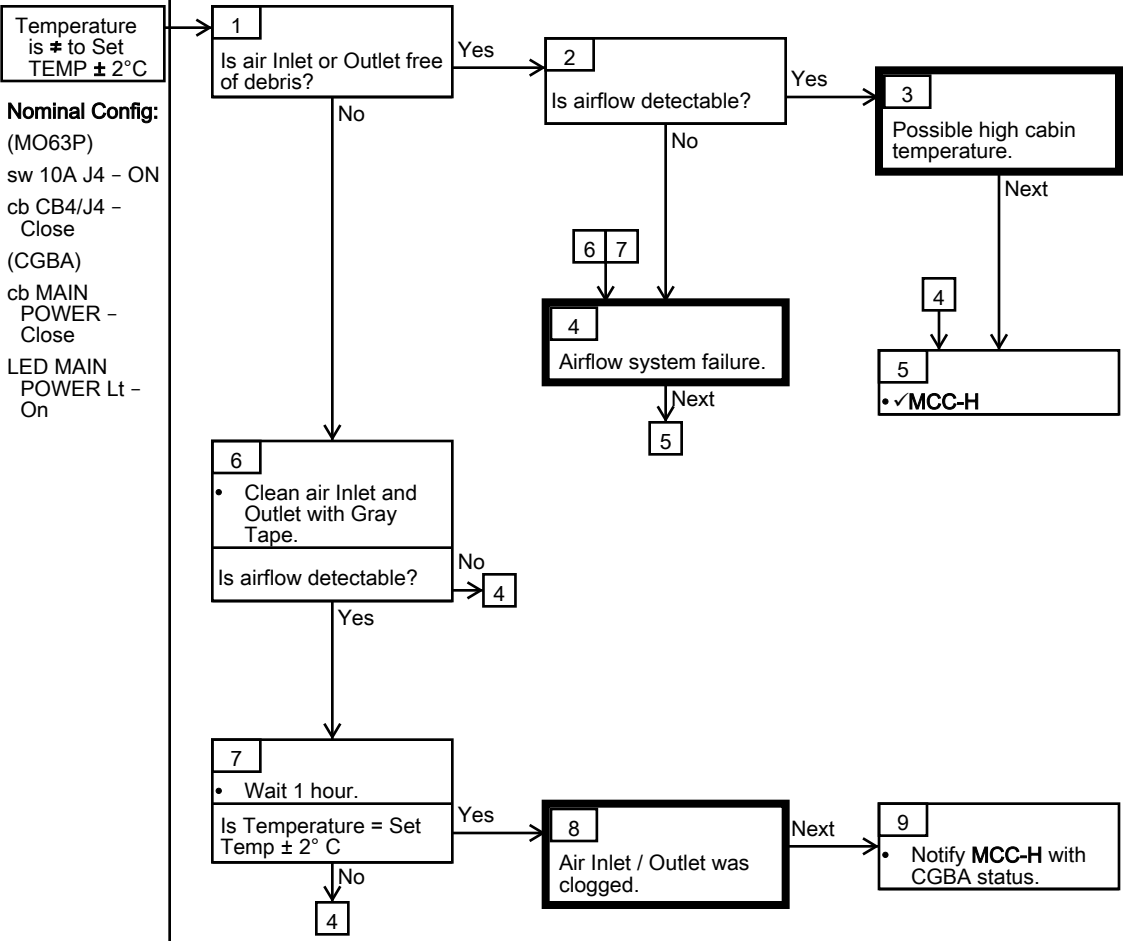 Temperature
is ≠ to Set
TEMP ± 2°C
Nominal Config:
(MO63P)
sw 10A J4 – ON
cb CB4/J4 –
Close
(CGBA)
cb MAIN
POWER –
Close
LED MAIN
POWER Lt –
On
1
Is air Inlet or Outlet free
of debris?
Yes
No
2
Is airflow detectable?
Yes
No
3
Possible high cabin
temperature.
Next
6 7
4
Airflow system failure.
Next
5
4
5
• ✓MCC-H
6
• Clean air Inlet and
Outlet with Gray
Tape.
Is airflow detectable?
No
4
Yes
7
• Wait 1 hour.
Is Temperature = Set
Temp ± 2° C
Yes
No
4
8
Air Inlet / Outlet was
clogged.
Next
9
• Notify MCC-H with
CGBA status.